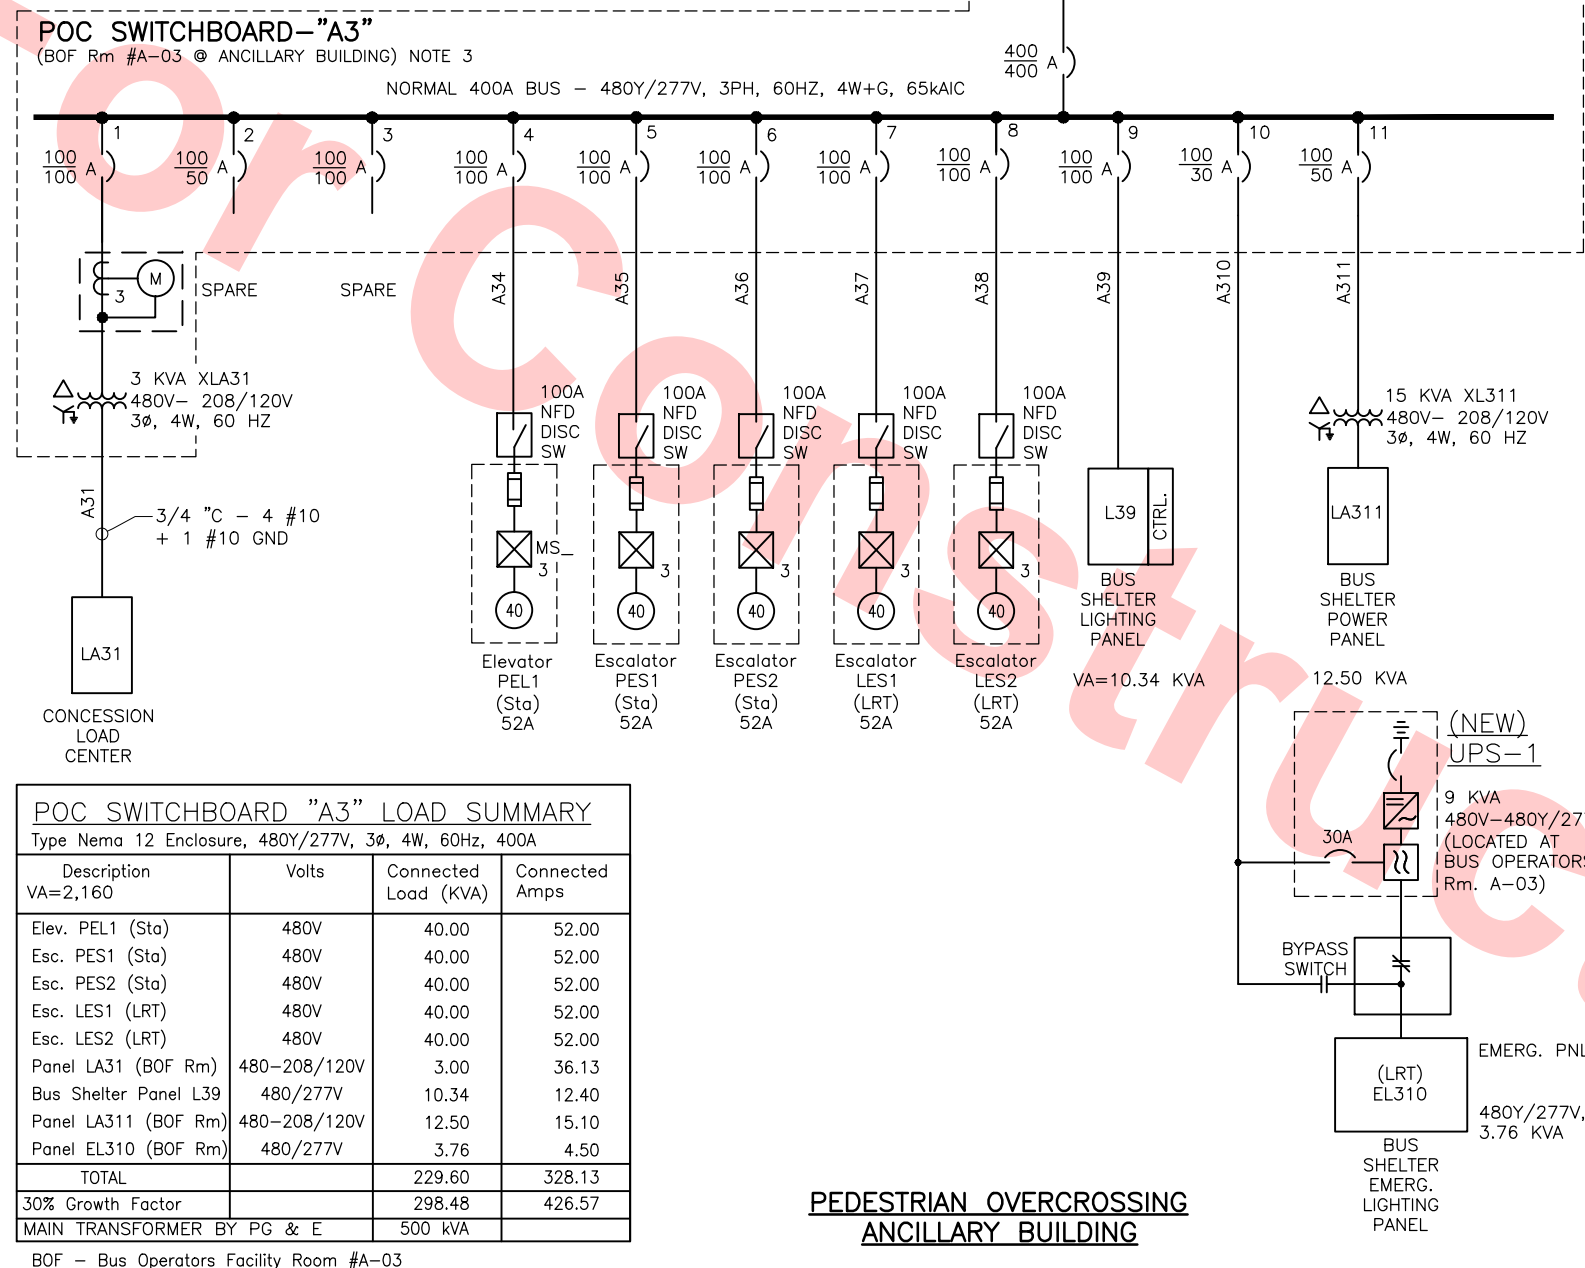 POC SWITCHBOARD-"A3"
(BOF Rm #A-03 @ ANCILLARY BUILDING) NOTE 3
NORMAL 400A BUS - 480Y/277V, 3PH, 60HZ, 4W+G, 65kAIC
400
400 A
1
2
3
4
5
6
7
8
9
10
11
100
100 A
100
50 A
100
100 A
100
100 A
100
100 A
100
100 A
100
100 A
100
100 A
100
100 A
100
30 A
100
50 A
M
3
SPARE
SPARE
A34
A35
A36
A37
A38
A39
A310
A311
3 KVA XLA31
480V- 208/120V
3ø, 4W, 60 HZ
A31
3/4 "C - 4 #10
+ 1 #10 GND
LA31
CONCESSION
LOAD
CENTER
100A
NFD
DISC
SW
100A
NFD
DISC
SW
100A
NFD
DISC
SW
100A
NFD
DISC
SW
100A
NFD
DISC
SW
MS_
3
3
3
3
3
40
40
40
40
40
Elevator
PEL1
(Sta)
52A
Escalator
PES1
(Sta)
52A
Escalator
PES2
(Sta)
52A
Escalator
LES1
(LRT)
52A
Escalator
LES2
(LRT)
52A
L39
CTRL.
BUS
SHELTER
LIGHTING
PANEL
VA=10.34 KVA
15 KVA XL311
480V- 208/120V
3ø, 4W, 60 HZ
LA311
BUS
SHELTER
POWER
PANEL
12.50 KVA
(NEW)
UPS-1
9 KVA
480V-480Y/27
(LOCATED AT
BUS OPERATORS
Rm. A-03)
30A
BYPASS
SWITCH
(LRT)
EL310
EMERG. PNL
480Y/277V,
3.76 KVA
BUS
SHELTER
EMERG.
LIGHTING
PANEL
POC SWITCHBOARD "A3" LOAD SUMMARY
Type Nema 12 Enclosure, 480Y/277V, 3ø, 4W, 60Hz, 400A
Description Volts Connected Connected
VA=2,160 Load (KVA) Amps
Elev. PEL1 (Sta) 480V 40.00 52.00
Esc. PES1 (Sta) 480V 40.00 52.00
Esc. PES2 (Sta) 480V 40.00 52.00
Esc. LES1 (LRT) 480V 40.00 52.00
Esc. LES2 (LRT) 480V 40.00 52.00
Panel LA31 (BOF Rm) 480-208/120V 3.00 36.13
Bus Shelter Panel L39 480/277V 10.34 12.40
Panel LA311 (BOF Rm) 480-208/120V 12.50 15.10
Panel EL310 (BOF Rm) 480/277V 3.76 4.50
TOTAL 229.60 328.13
30% Growth Factor 298.48 426.57
MAIN TRANSFORMER BY PG & E 500 kVA
BOF - Bus Operators Facility Room #A-03
PEDESTRIAN OVERCROSSING
ANCILLARY BUILDING
or Construc